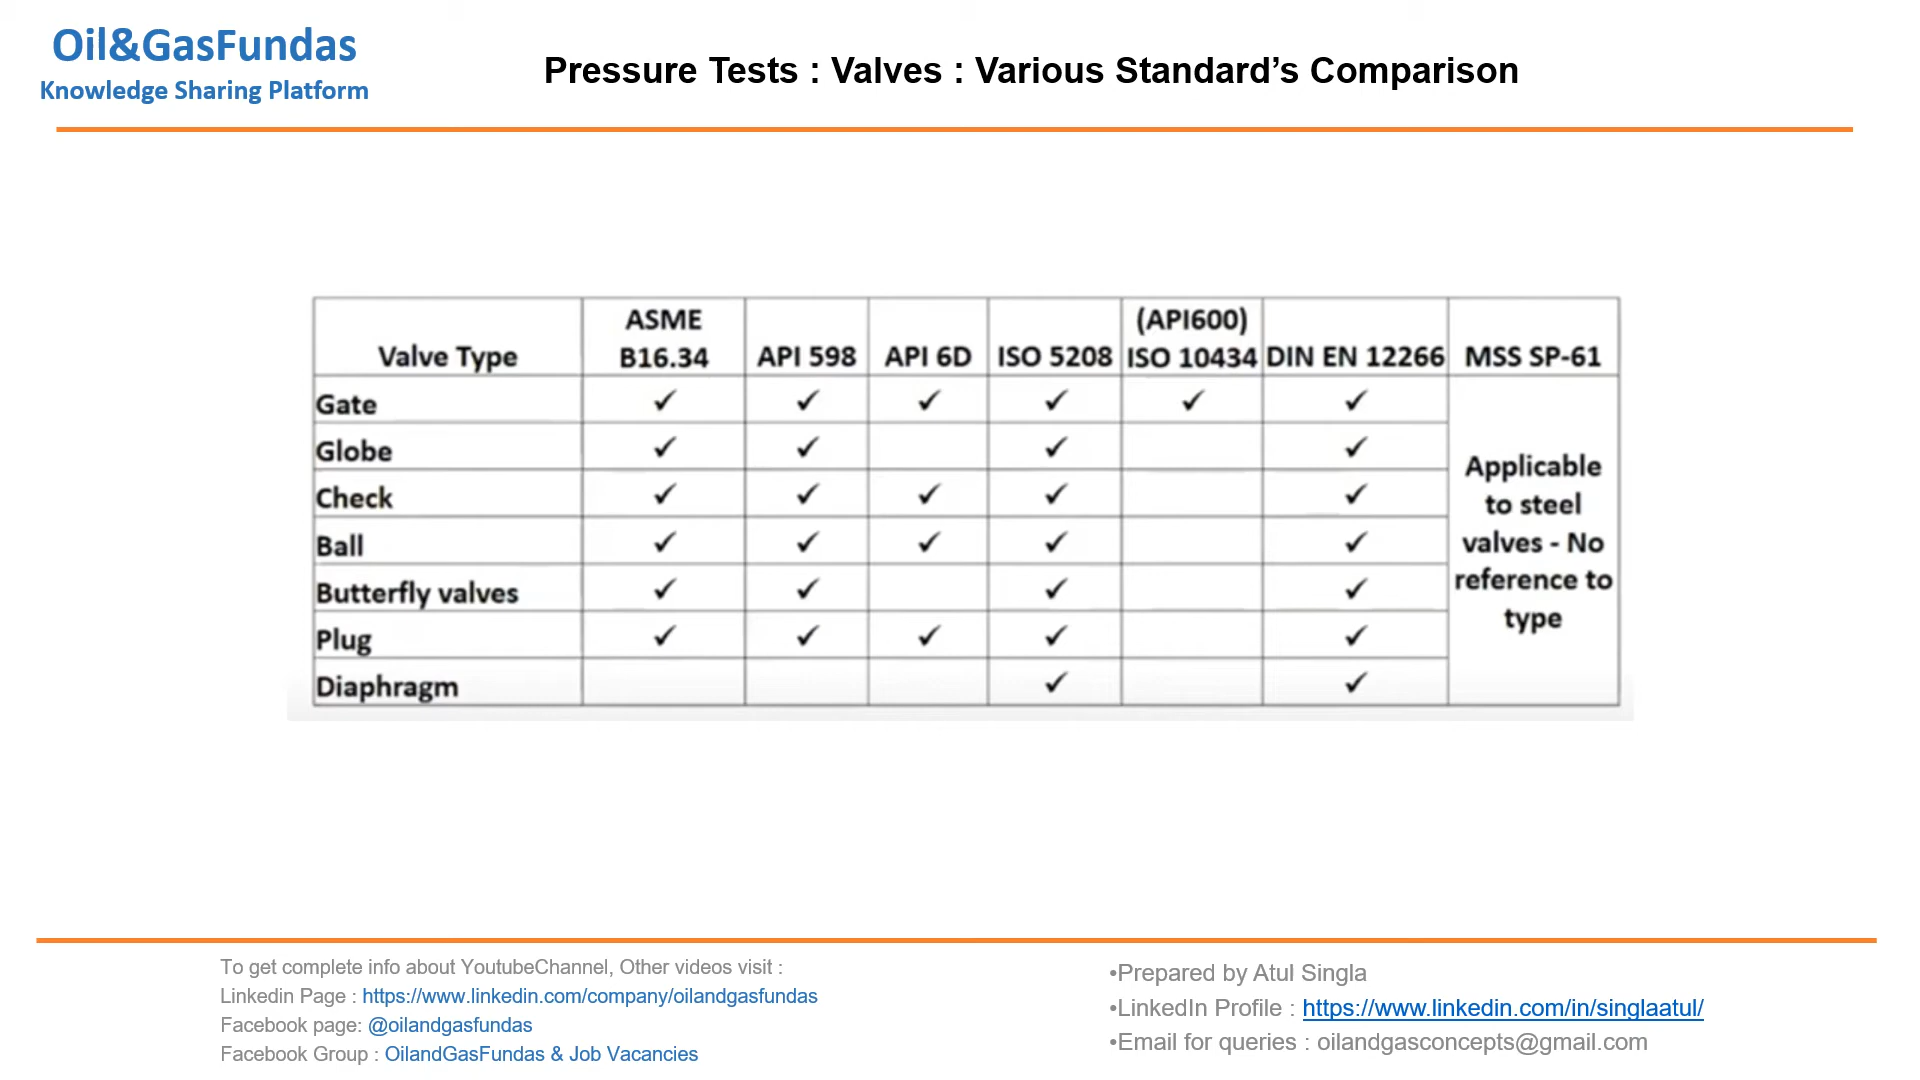 Oil&GasFundas
Knowledge Sharing Platform
Pressure Tests : Valves : Various Standard’s Comparison
Valve Type | ASME B16.34 | API 598 | API 6D | ISO 5208 | (API600) ISO 10434 | DIN EN 12266 | MSS SP-61
Gate ✓ ✓ ✓ ✓ ✓ ✓
Globe ✓ ✓ ✓ ✓
Check ✓ ✓ ✓ ✓ ✓
Ball ✓ ✓ ✓ ✓ ✓
Butterfly valves ✓ ✓ ✓ ✓
Plug ✓ ✓ ✓ ✓ ✓
Diaphragm ✓ ✓
Applicable
to steel
valves - No
reference to
type
To get complete info about YoutubeChannel, Other videos visit :
Linkedin Page : https://www.linkedin.com/company/oilandgasfundas
Facebook page: @oilandgasfundas
Facebook Group : OilandGasFundas & Job Vacancies
•Prepared by Atul Singla
•LinkedIn Profile : https://www.linkedin.com/in/singlaatul/
•Email for queries : oilandgasconcepts@gmail.com